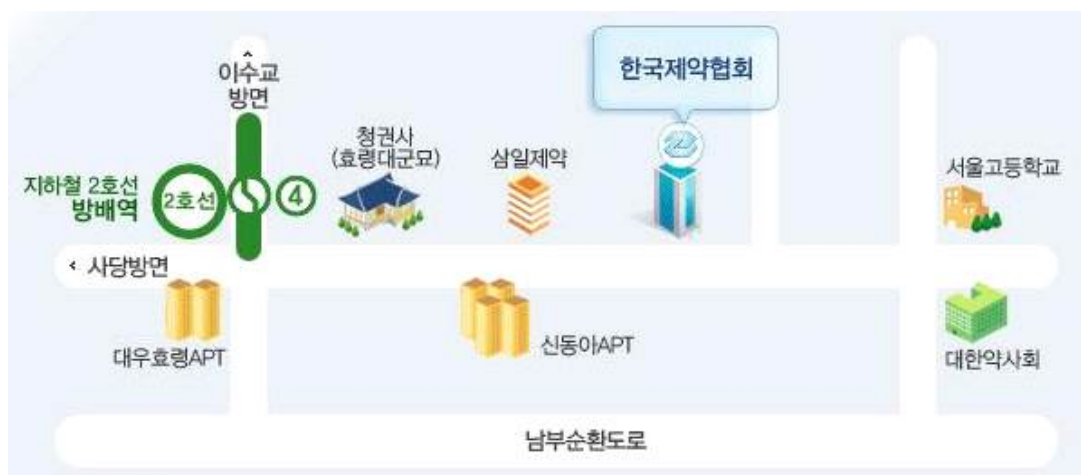 이수교
방면
한국제약협회
청권사
(효령대군묘)
삼일제약
서울고등학교
지하철 2호선
방배역
2호선
4
< 사당방면
대우효령APT
신동아APT
대한약사회
남부순환도로